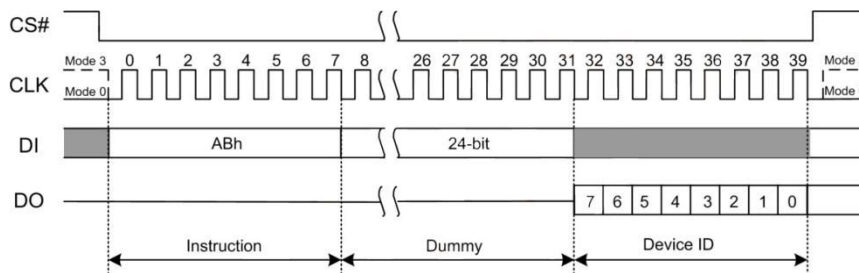 CS#
Mode 3 0 1 2 3 4 5 6 7 8 26 27 28 29 30 31 32 33 34 35 36 37 38 39 Mode
CLK
Mode 0 Mode
DI ABh 24-bit
DO 7 6 5 4 3 2 1 0
Instruction Dummy Device ID